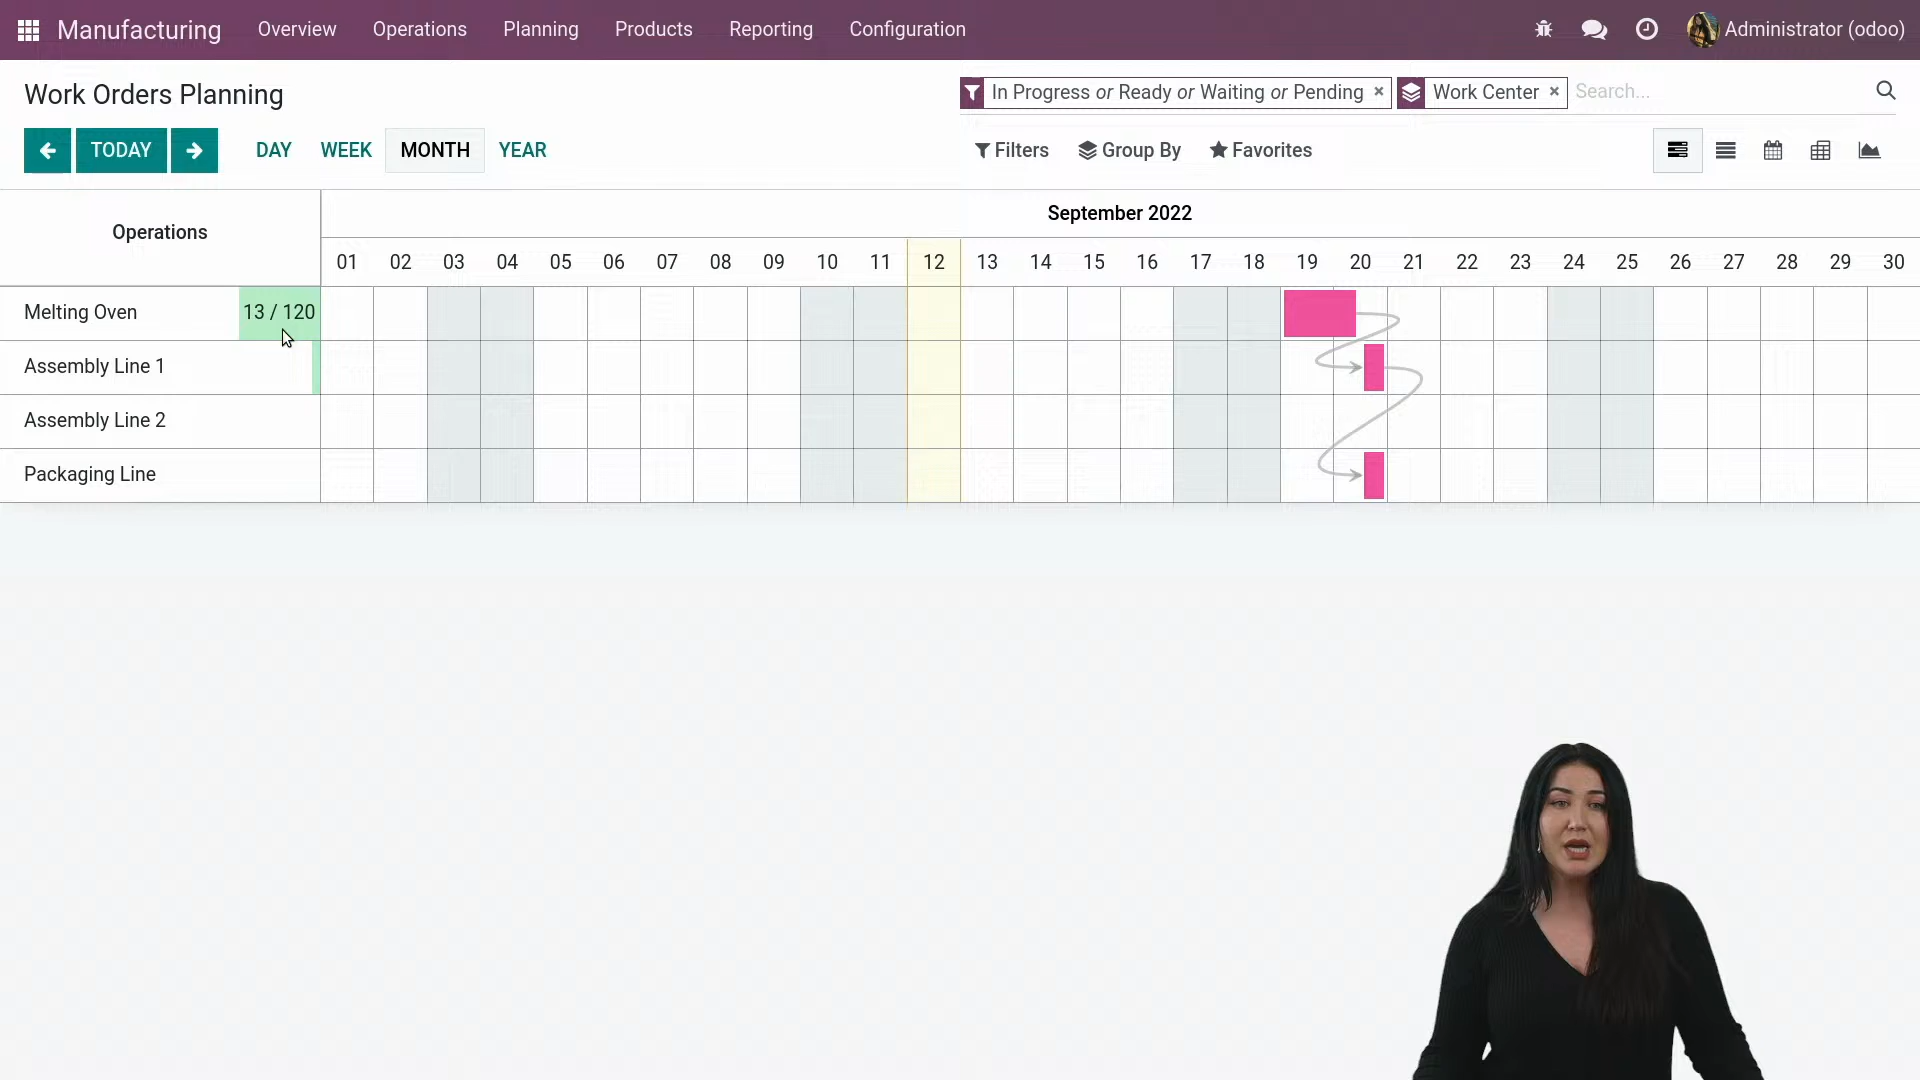 Manufacturing Overview Operations Planning Products Reporting Configuration Administrator (odoo)
Work Orders Planning In Progress or Ready or Waiting or Pending × Work Center × Search...
TODAY DAY WEEK MONTH YEAR Filters Group By Favorites
Operations September 2022
01 02 03 04 05 06 07 08 09 10 11 12 13 14 15 16 17 18 19 20 21 22 23 24 25 26 27 28 29 30
Melting Oven 13 / 120
Assembly Line 1
Assembly Line 2
Packaging Line